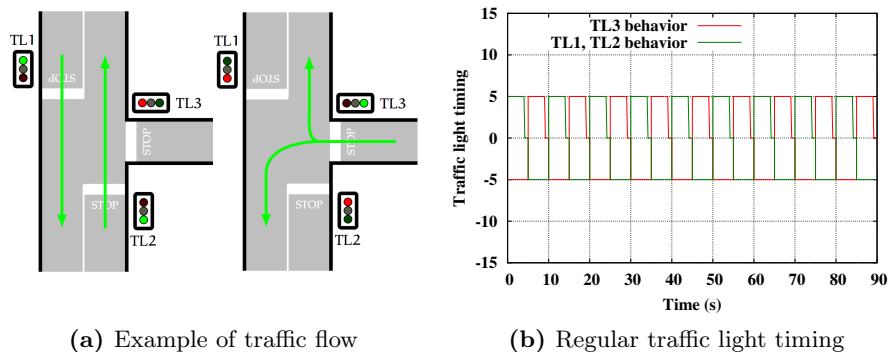 TL1
STOP
TL3
STOP
STOP
TL2
TL1
STOP
TL3
STOP
STOP
TL2
(a) Example of traffic flow
TL3 behavior
TL1, TL2 behavior
Traffic light timing
15
10
5
0
-5
-10
-15
0 10 20 30 40 50 60 70 80 90
Time (s)
(b) Regular traffic light timing